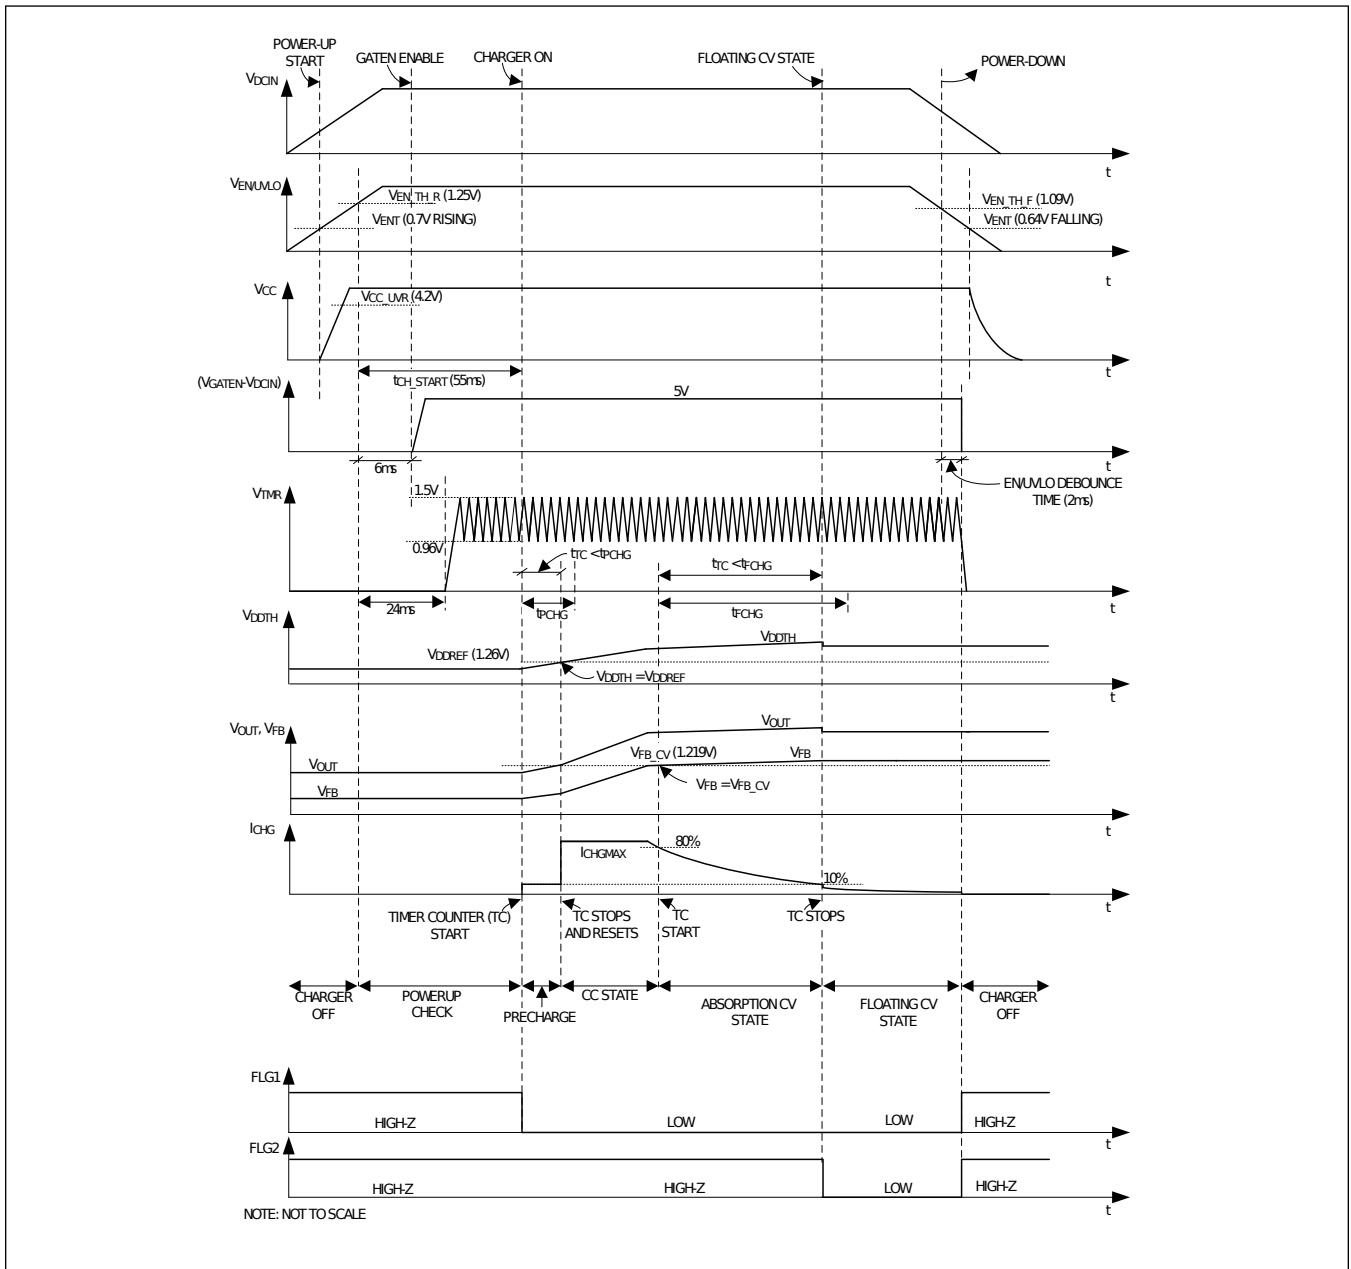 POWER-UP
START
GATEN ENABLE
CHARGER ON
FLOATING CV STATE
POWER-DOWN
VDCIN
t
VEN/UVLO
VEN_TH_R (1.25V)
VENT (0.7V RISING)
VEN_TH_F (1.09V)
VENT (0.64V FALLING)
t
VCC
VCC_UVR (4.2V)
t
tCH_START (55ms)
(VGATEN-VDCIN)
5V
t
6ms
EN/UVLO DEBOUNCE
TIME (2ms)
VTMR
1.5V
0.96V
tTC < tPCHG
tTC < tFCHG
24ms
tPCHG
tFCHG
t
VDDTH
VDDREF (1.26V)
VDDTH
VDDTH = VDDREF
t
VOUT, VFB
VOUT
VOUT
VFB_CV (1.219V)
VFB
VFB
VFB = VFB_CV
t
ICHG
ICHGMAX
80%
10%
t
TIMER COUNTER (TC)
START
TC STOPS
AND RESETS
TC
START
TC STOPS
CHARGER
OFF
POWERUP
CHECK
PRECHARGE
CC STATE
ABSORPTION CV
STATE
FLOATING CV
STATE
CHARGER
OFF
FLG1
HIGH-Z
LOW
LOW
HIGH-Z
t
FLG2
HIGH-Z
HIGH-Z
LOW
HIGH-Z
t
NOTE: NOT TO SCALE